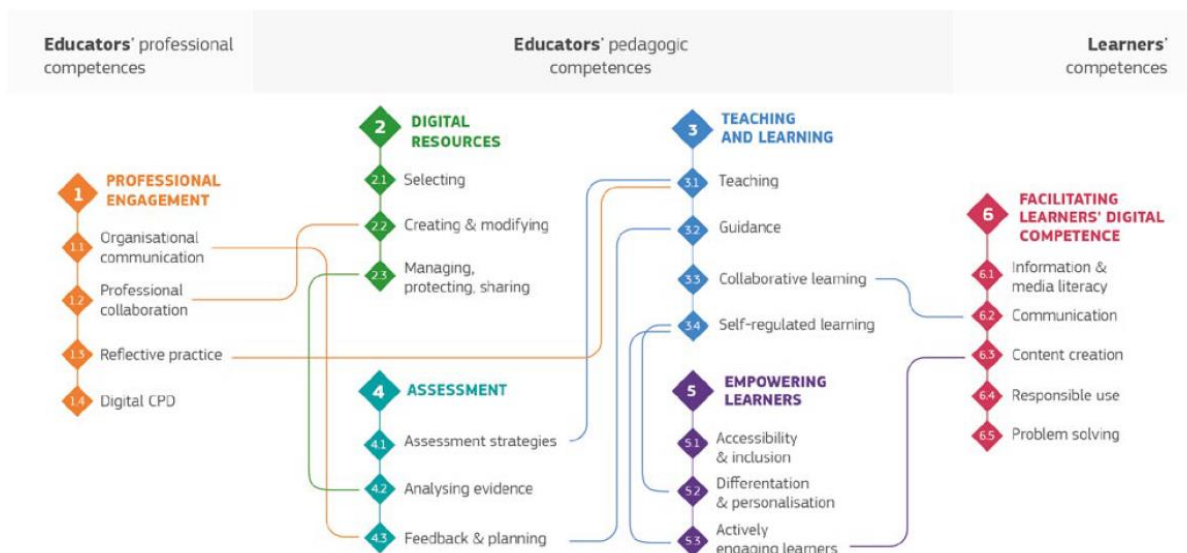 Educators' professional
competences
Educators' pedagogic
competences
Learners'
competences
1
PROFESSIONAL
ENGAGEMENT
1.1
Organisational
communication
1.2
Professional
collaboration
1.3
Reflective practice
1.4
Digital CPD
2
DIGITAL
RESOURCES
2.1
Selecting
2.2
Creating & modifying
2.3
Managing,
protecting, sharing
3
TEACHING
AND LEARNING
3.1
Teaching
3.2
Guidance
3.3
Collaborative learning
3.4
Self-regulated learning
4
ASSESSMENT
4.1
Assessment strategies
4.2
Analysing evidence
4.3
Feedback & planning
5
EMPOWERING
LEARNERS
5.1
Accessibility
& inclusion
5.2
Differentation
& personalisation
5.3
Actively
engaging learners
6
FACILITATING
LEARNERS' DIGITAL
COMPETENCE
6.1
Information &
media literacy
6.2
Communication
6.3
Content creation
6.4
Responsible use
6.5
Problem solving